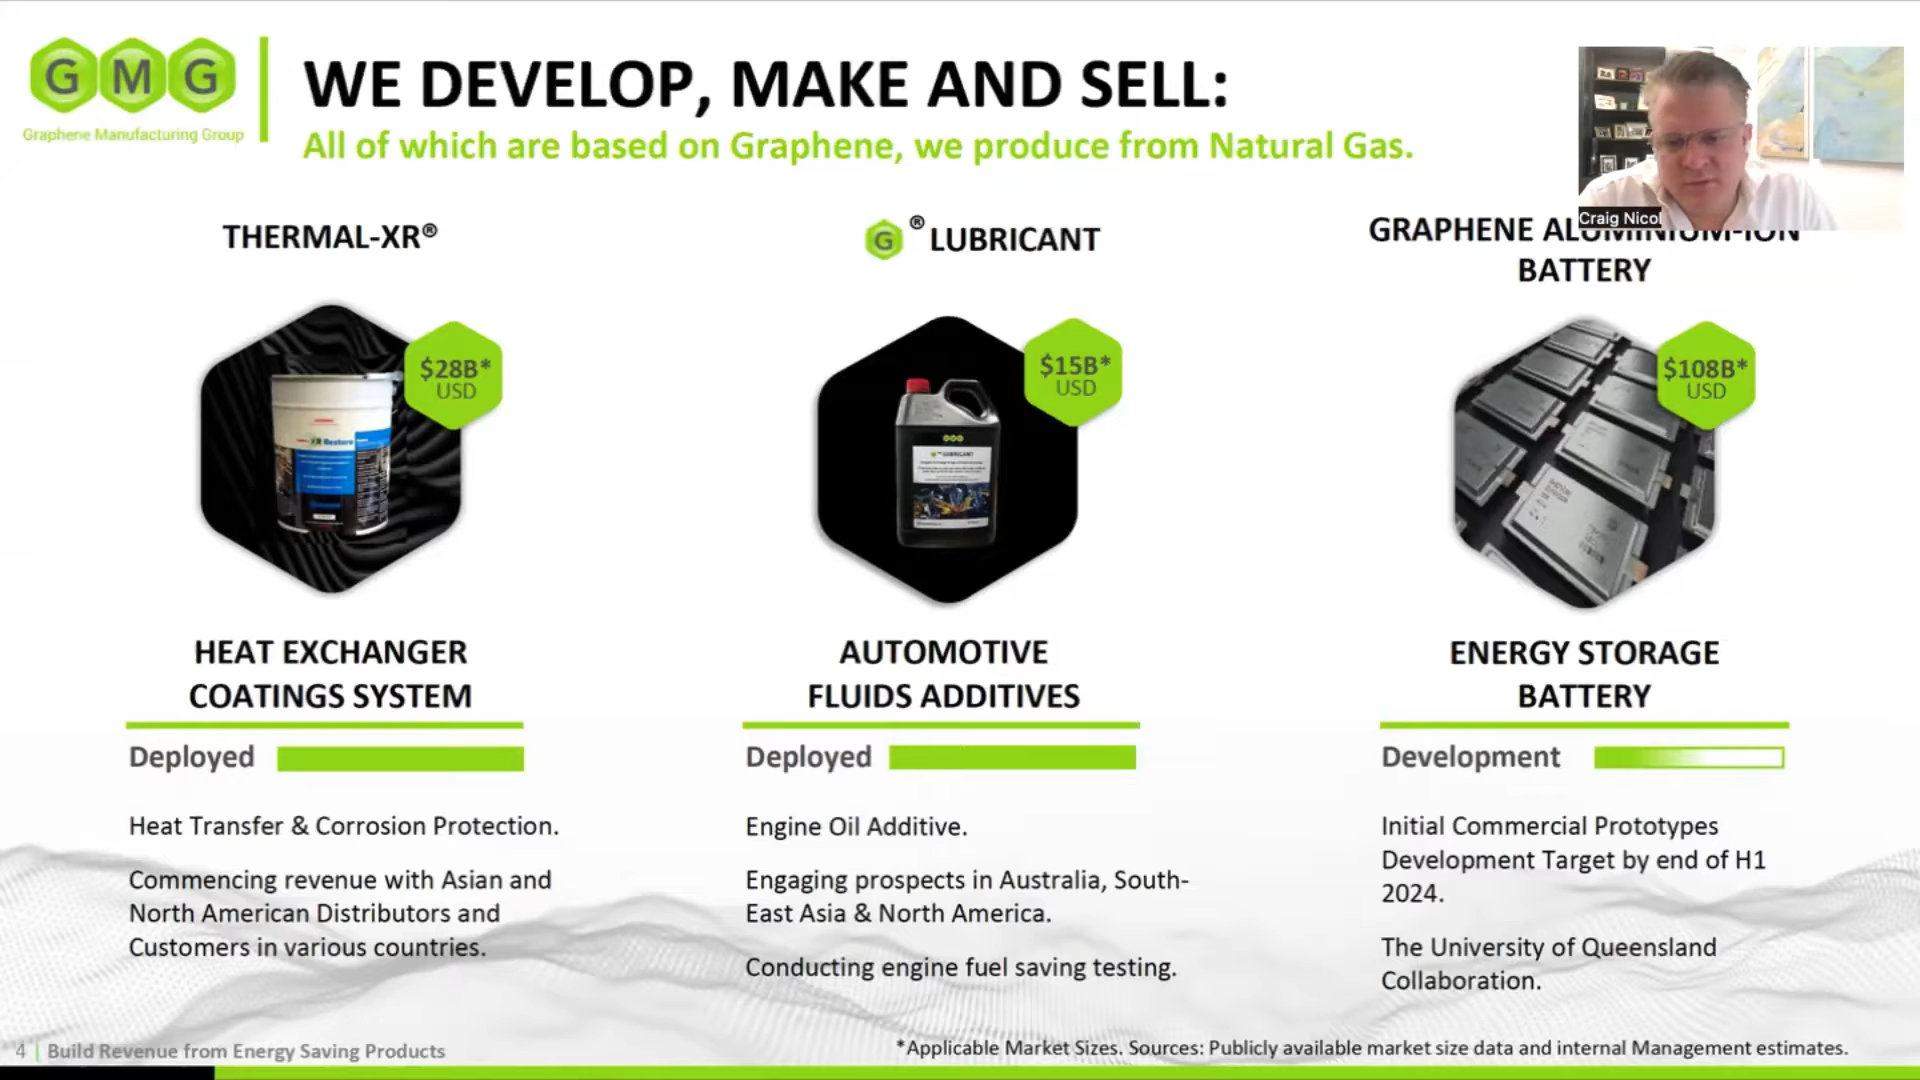 GMG
Graphene Manufacturing Group
WE DEVELOP, MAKE AND SELL:
All of which are based on Graphene, we produce from Natural Gas.
Craig Nicol
THERMAL-XR®
G ® LUBRICANT
GRAPHENE ALUMINIUM-ION
BATTERY
$28B*
USD
$15B*
USD
$108B*
USD
XR Restore
GMG
LUBRICANT
HEAT EXCHANGER
COATINGS SYSTEM
AUTOMOTIVE
FLUIDS ADDITIVES
ENERGY STORAGE
BATTERY
Deployed
Deployed
Development
Heat Transfer & Corrosion Protection.
Commencing revenue with Asian and
North American Distributors and
Customers in various countries.
Engine Oil Additive.
Engaging prospects in Australia, South-
East Asia & North America.
Conducting engine fuel saving testing.
Initial Commercial Prototypes
Development Target by end of H1
2024.
The University of Queensland
Collaboration.
4 | Build Revenue from Energy Saving Products
*Applicable Market Sizes. Sources: Publicly available market size data and internal Management estimates.